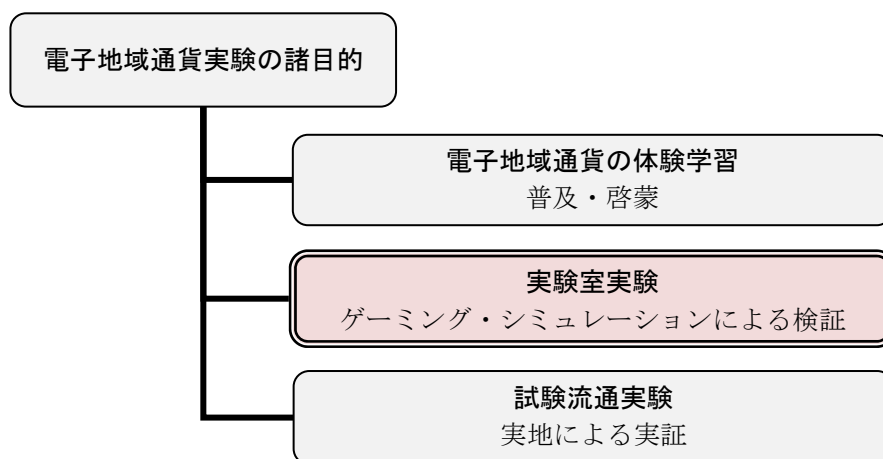 電子地域通貨実験の諸目的
電子地域通貨の体験学習
普及・啓蒙
実験室実験
ゲーミング・シミュレーションによる検証
試験流通実験
実地による実証